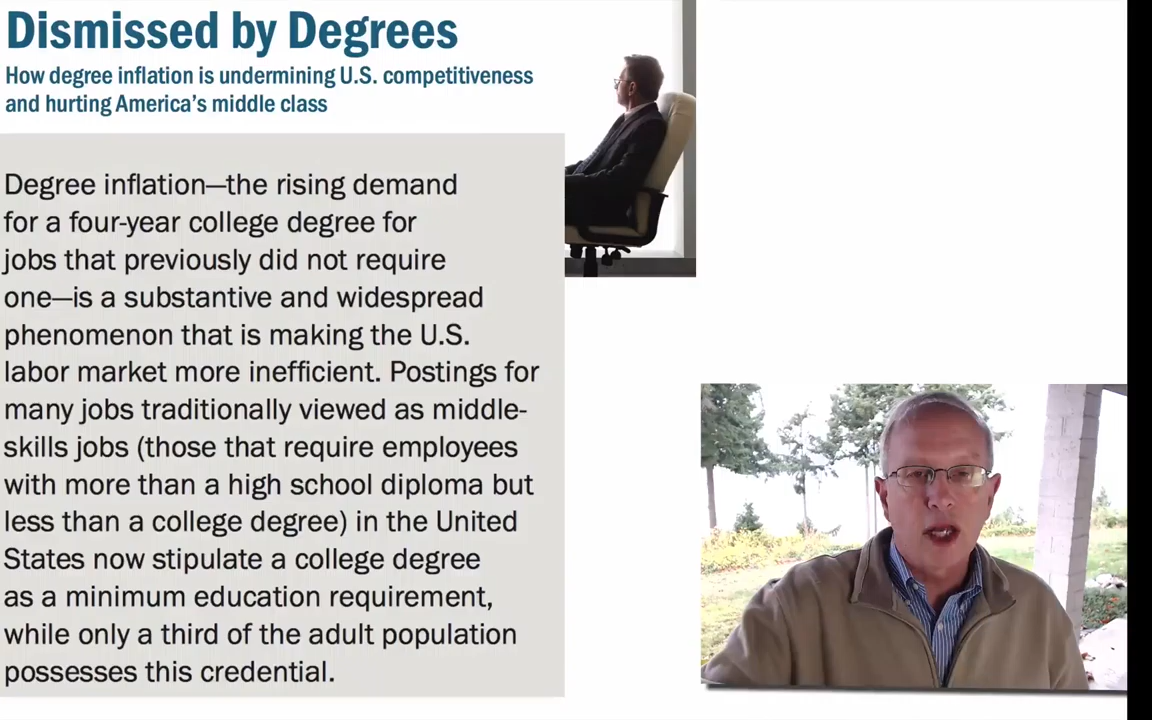 Dismissed by Degrees
How degree inflation is undermining U.S. competitiveness
and hurting America's middle class
Degree inflation—the rising demand
for a four-year college degree for
jobs that previously did not require
one—is a substantive and widespread
phenomenon that is making the U.S.
labor market more inefficient. Postings for
many jobs traditionally viewed as middle-
skills jobs (those that require employees
with more than a high school diploma but
less than a college degree) in the United
States now stipulate a college degree
as a minimum education requirement,
while only a third of the adult population
possesses this credential.